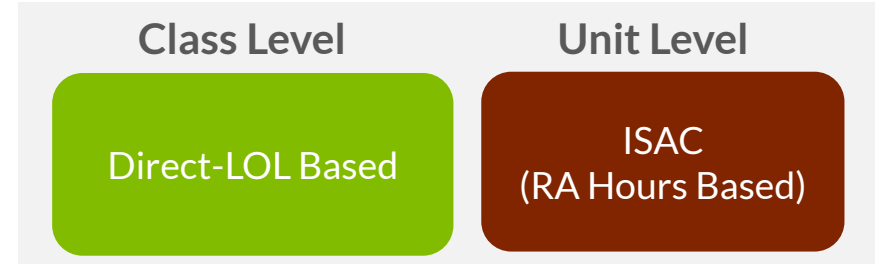 Class Level
Unit Level
Direct-LOL Based
ISAC
(RA Hours Based)